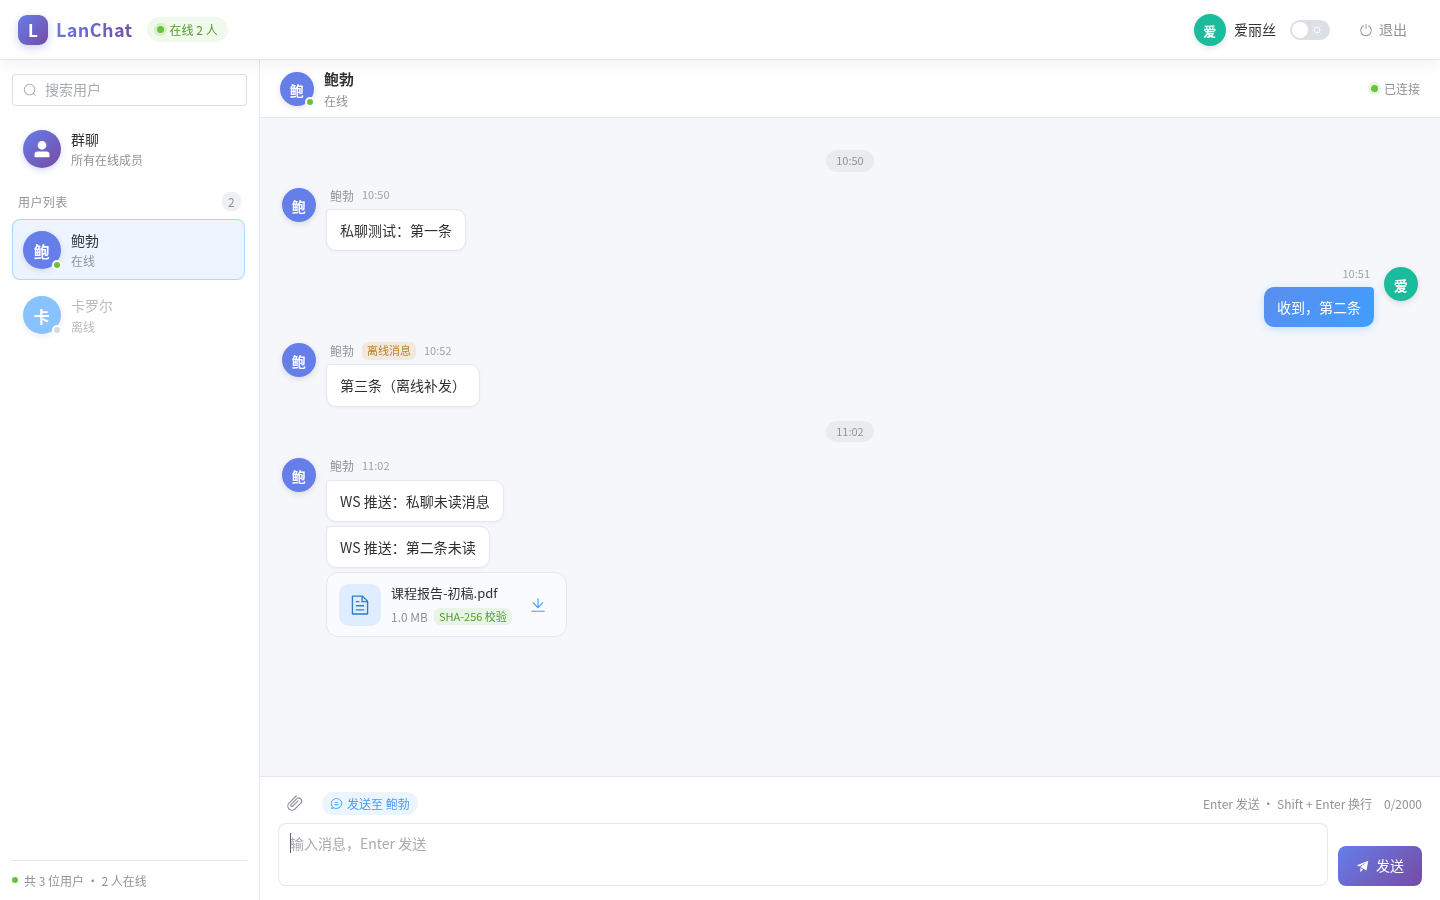 L LanChat 在线 2 人
爱 爱丽丝 退出
搜索用户
群聊
所有在线成员
用户列表 2
鲍 鲍勃
在线
卡 卡罗尔
离线
共 3 位用户 · 2 人在线
鲍 鲍勃
在线
已连接
10:50
鲍 鲍勃 10:50
私聊测试：第一条
10:51
收到，第二条 爱
鲍 鲍勃 离线消息 10:52
第三条（离线补发）
11:02
鲍 鲍勃 11:02
WS 推送：私聊未读消息
WS 推送：第二条未读
课程报告-初稿.pdf
1.0 MB SHA-256 校验
发送至 鲍勃
Enter 发送 · Shift + Enter 换行 0/2000
输入消息，Enter 发送
发送